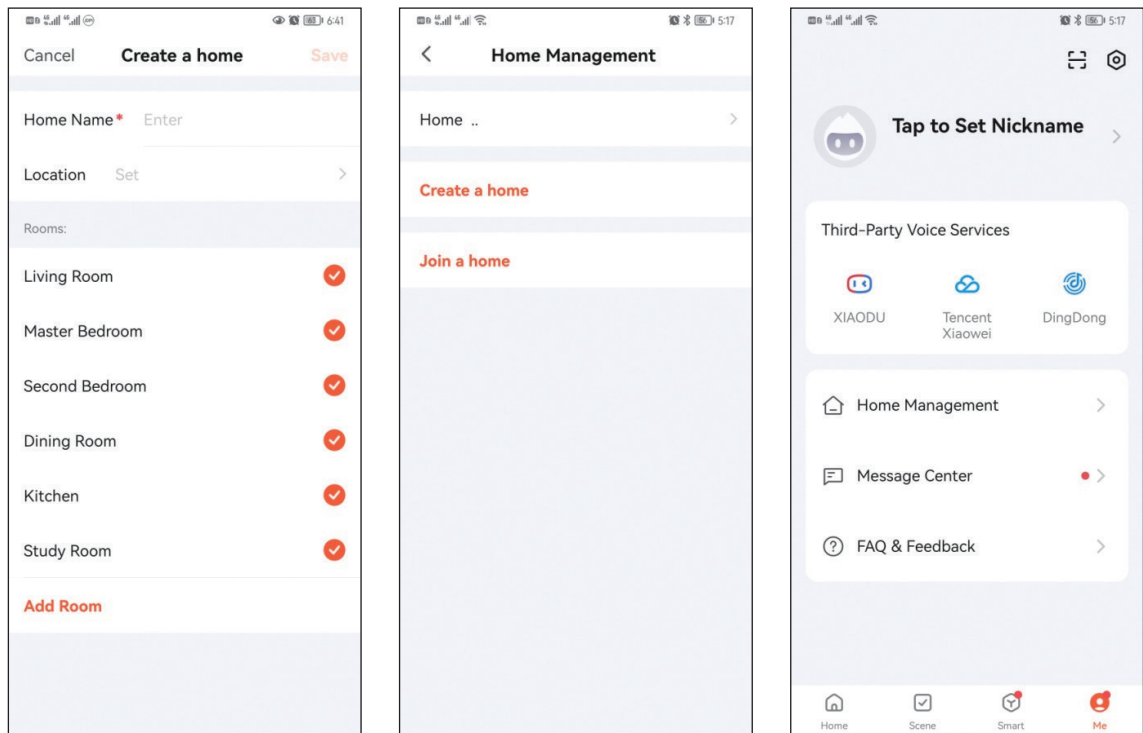 6:41
Cancel Create a home Save
Home Name* Enter
Location Set
Rooms:
Living Room
Master Bedroom
Second Bedroom
Dining Room
Kitchen
Study Room
Add Room
5:17
Home Management
Home ..
Create a home
Join a home
5:17
Tap to Set Nickname
Third-Party Voice Services
XIAODU
Tencent
Xiaowei
DingDong
Home Management
Message Center
FAQ & Feedback
Home Scene Smart Me